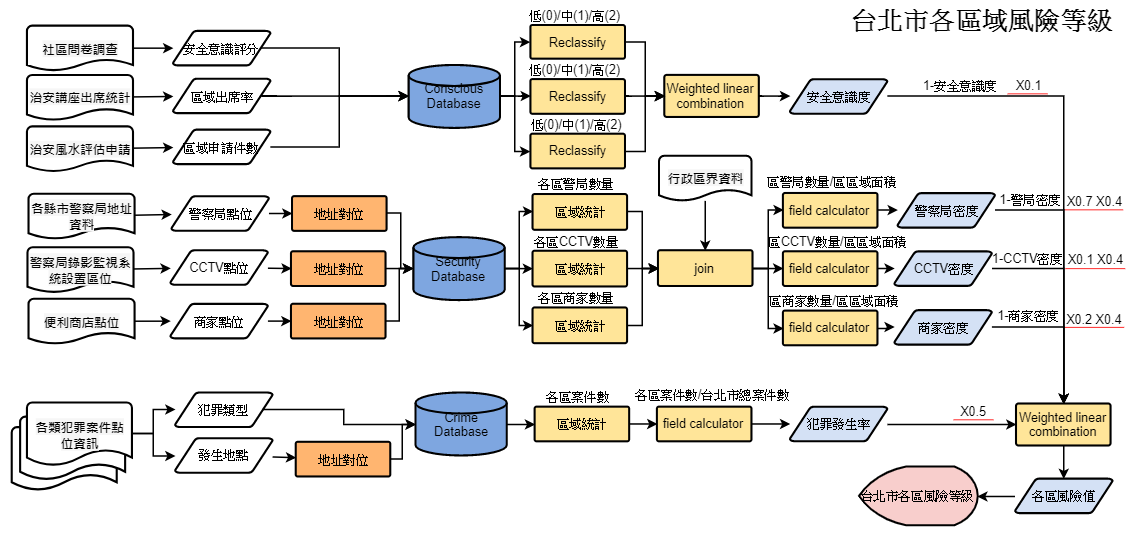 台北市各區域風險等級
社區問卷調查
安全意識評分
治安講座出席統計
區域出席率
治安風水評估申請
區域申請件數
Conscious
Database
低(0)/中(1)/高(2)
Reclassify
低(0)/中(1)/高(2)
Reclassify
低(0)/中(1)/高(2)
Reclassify
Weighted linear
combination
安全意識度
1-安全意識度
X0.1
各縣市警察局地址
資料
警察局點位
地址對位
警察局錄影監視系
統設置區位
CCTV點位
地址對位
便利商店點位
商家點位
地址對位
Security
Database
各區警局數量
區域統計
各區CCTV數量
區域統計
各區商家數量
區域統計
行政區界資料
join
區警局數量/區區域面積
field calculator
警察局密度
1-警局密度
X0.7 X0.4
區CCTV數量/區區域面積
field calculator
CCTV密度
1-CCTV密度
X0.1 X0.4
區商家數量/區區域面積
field calculator
商家密度
1-商家密度
X0.2 X0.4
各類犯罪案件點
位資訊
犯罪類型
發生地點
地址對位
Crime
Database
各區案件數
區域統計
各區案件數/台北市總案件數
field calculator
犯罪發生率
X0.5
Weighted linear
combination
各區風險值
台北市各區風險等級